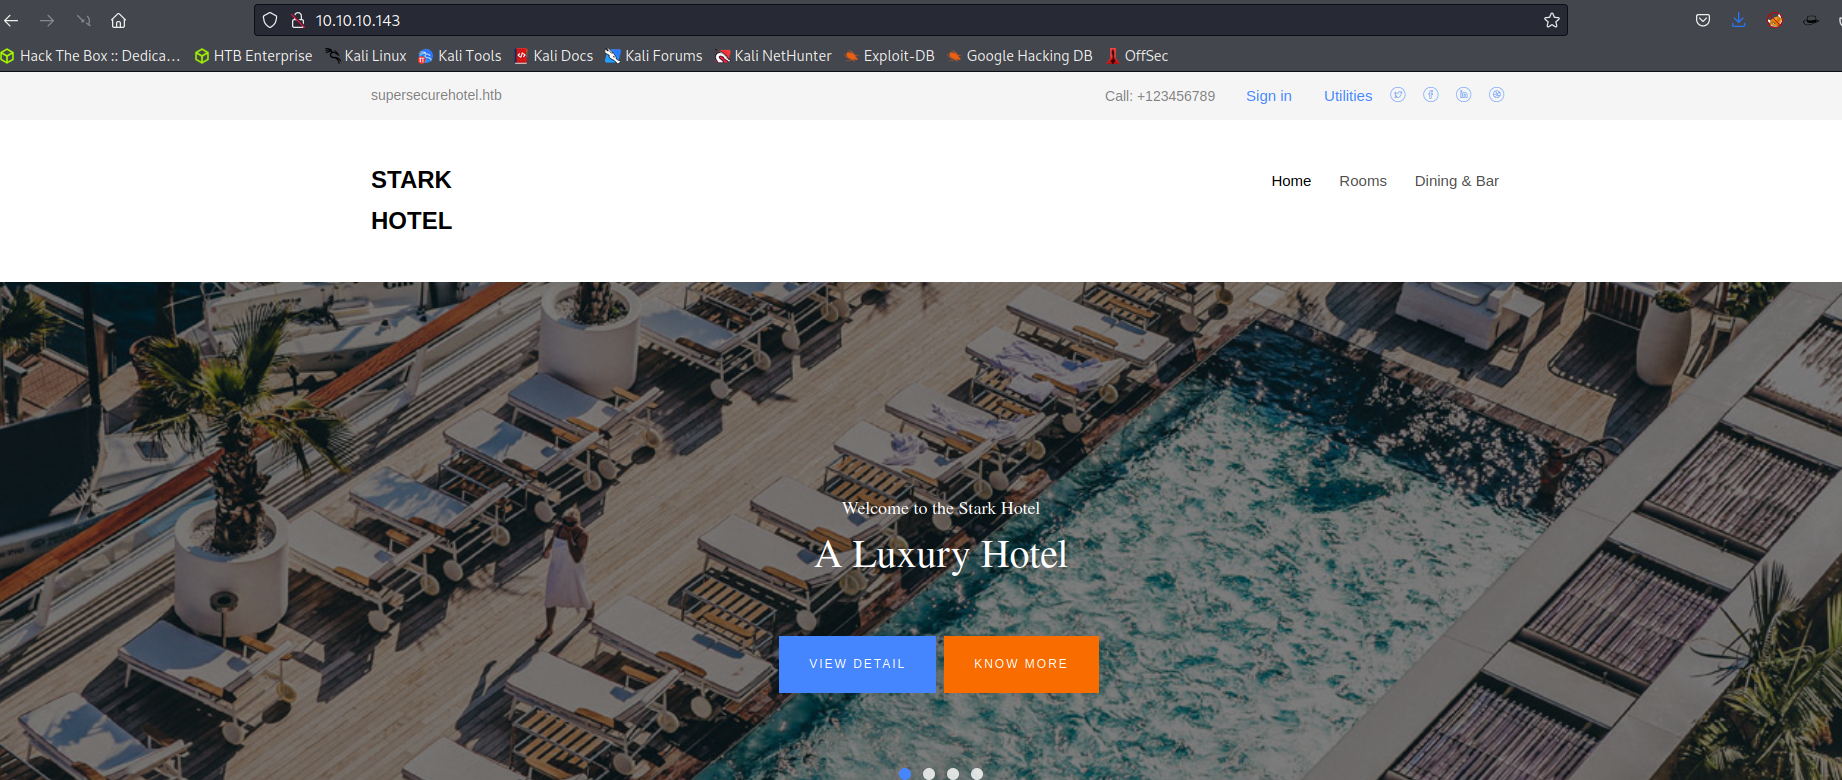 10.10.10.143
Hack The Box :: Dedica… HTB Enterprise Kali Linux Kali Tools Kali Docs Kali Forums Kali NetHunter Exploit-DB Google Hacking DB OffSec
supersecurehotel.htb Call: +123456789 Sign in Utilities
STARK
HOTEL
Home Rooms Dining & Bar
Welcome to the Stark Hotel
A Luxury Hotel
VIEW DETAIL KNOW MORE